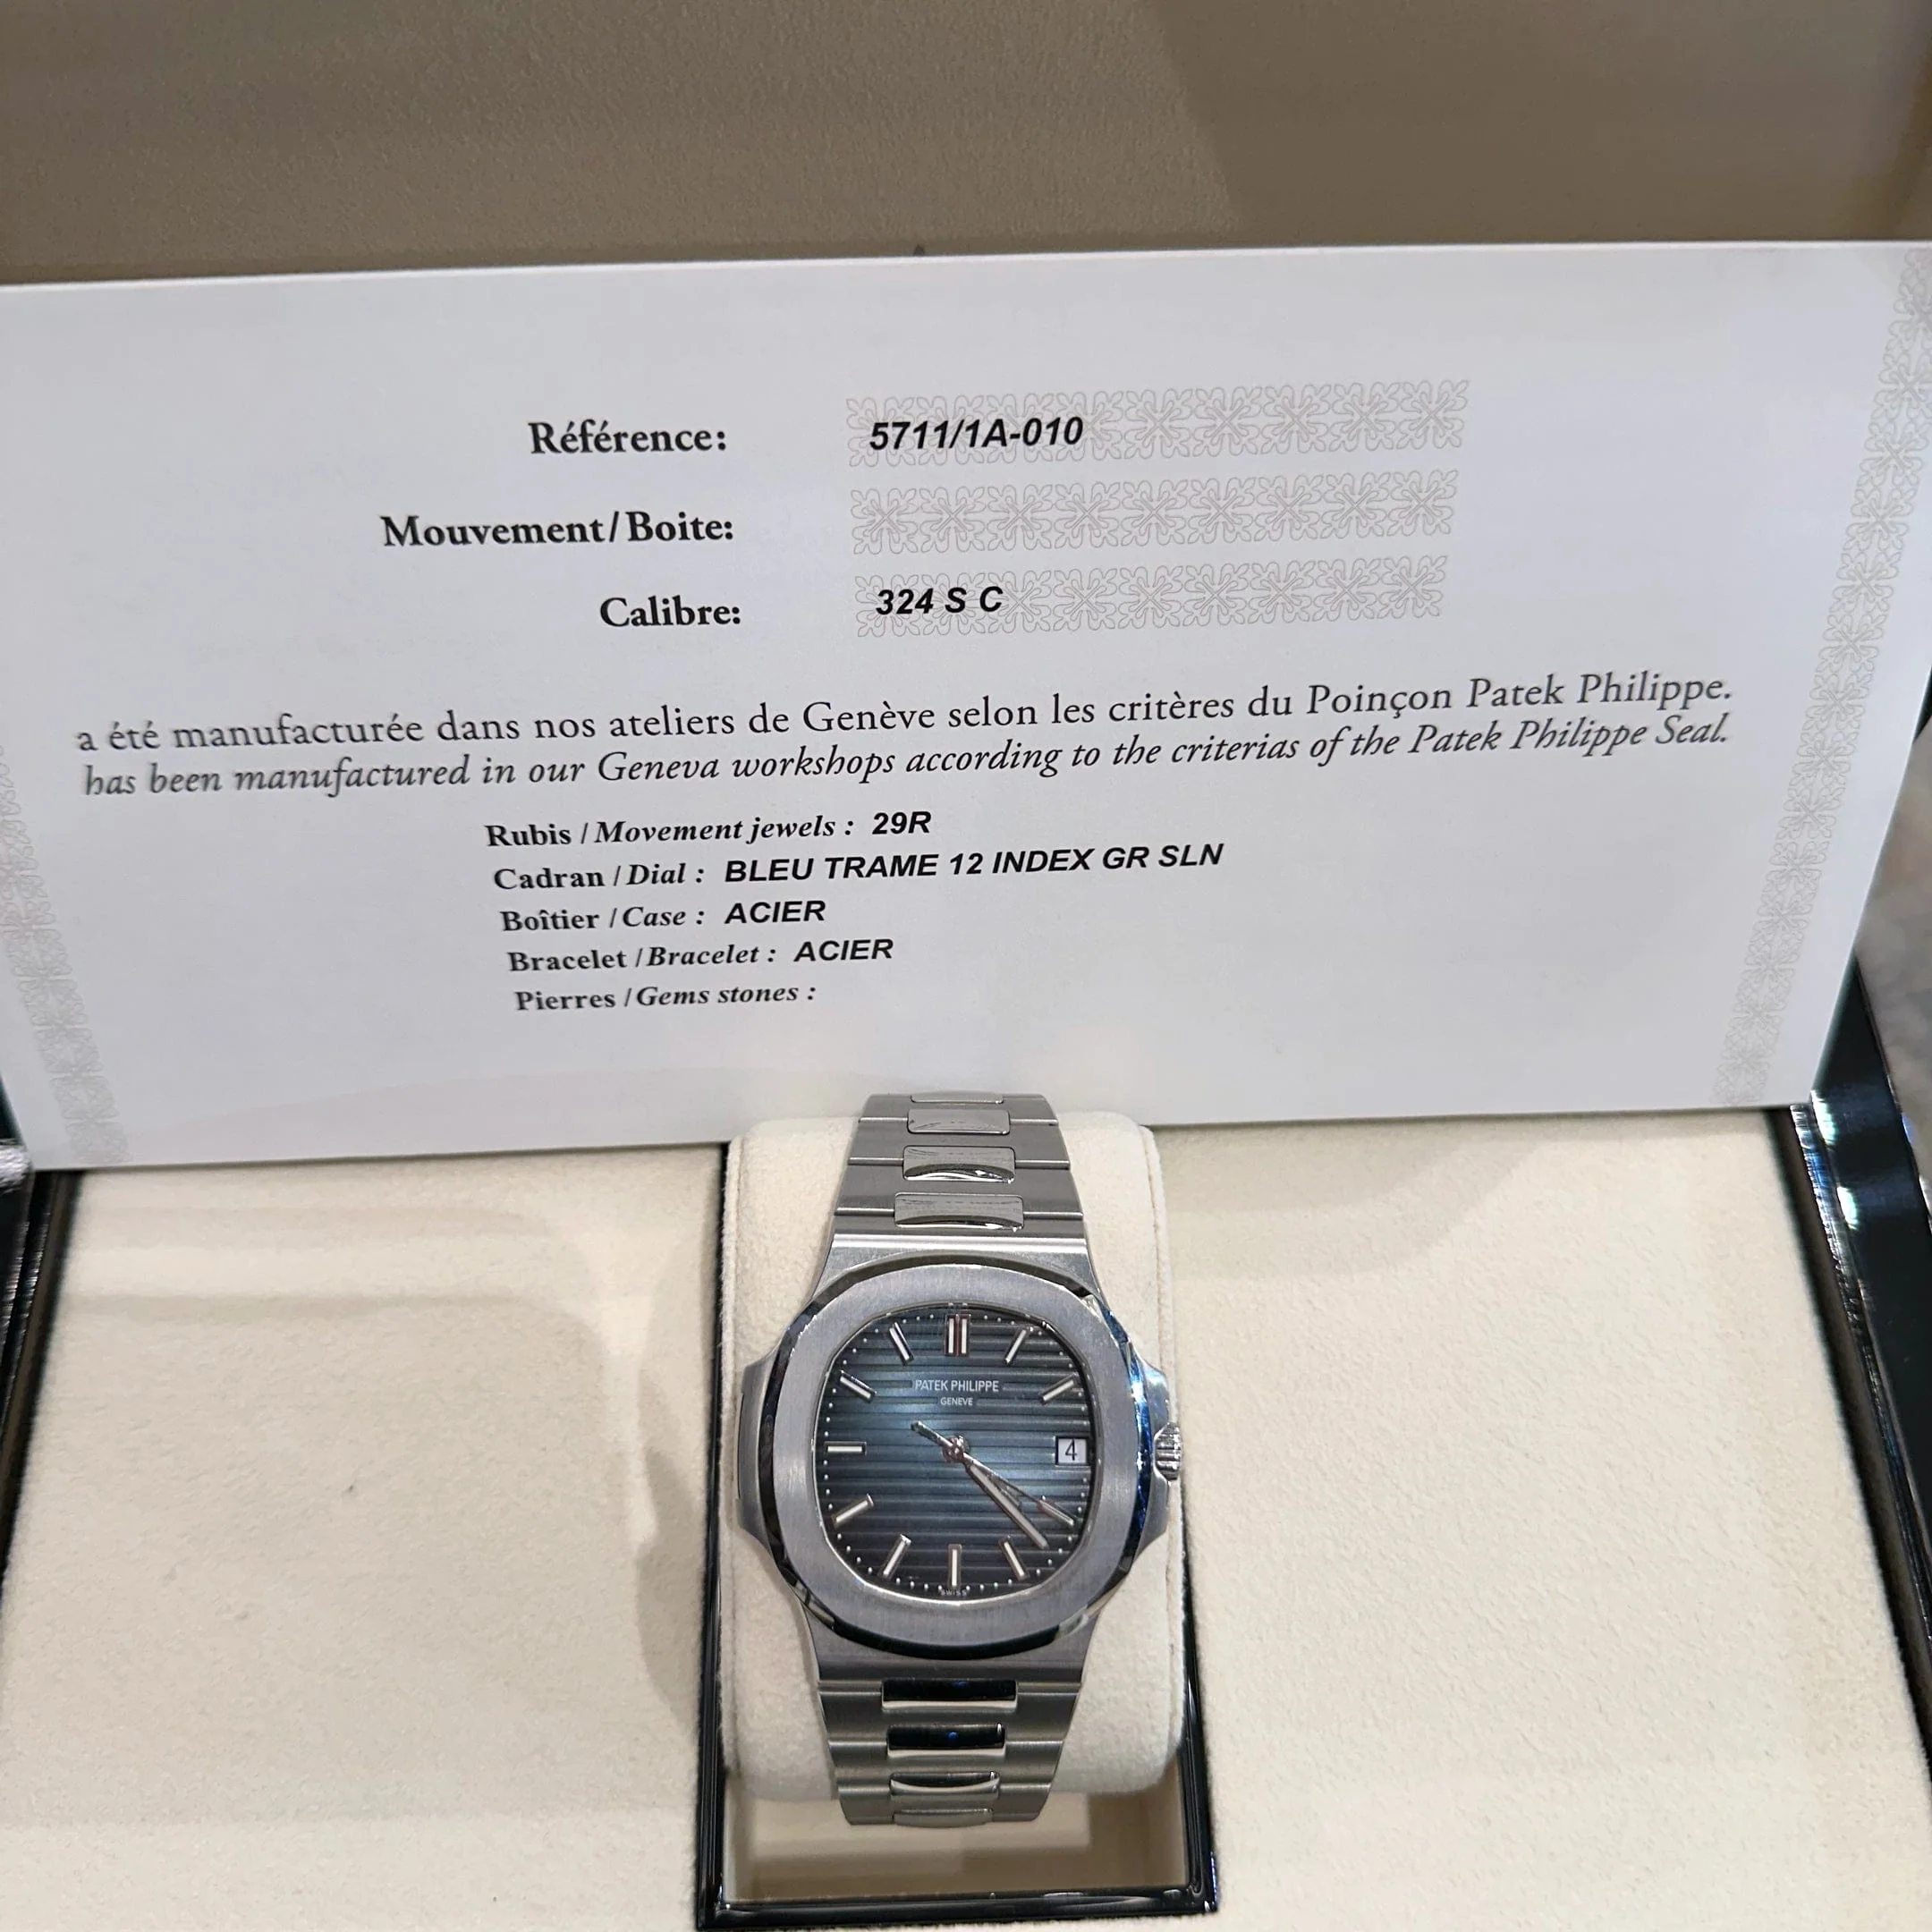 Référence: 5711/1A-010
Mouvement/Boite:
Calibre: 324 S C
a été manufacturée dans nos ateliers de Genève selon les critères du Poinçon Patek Philippe.
has been manufactured in our Geneva workshops according to the criterias of the Patek Philippe Seal.
Rubis / Movement jewels : 29R
Cadran / Dial : BLEU TRAME 12 INDEX GR SLN
Boîtier / Case : ACIER
Bracelet / Bracelet : ACIER
Pierres / Gems stones :
PATEK PHILIPPE
GENEVE
4
SWISS